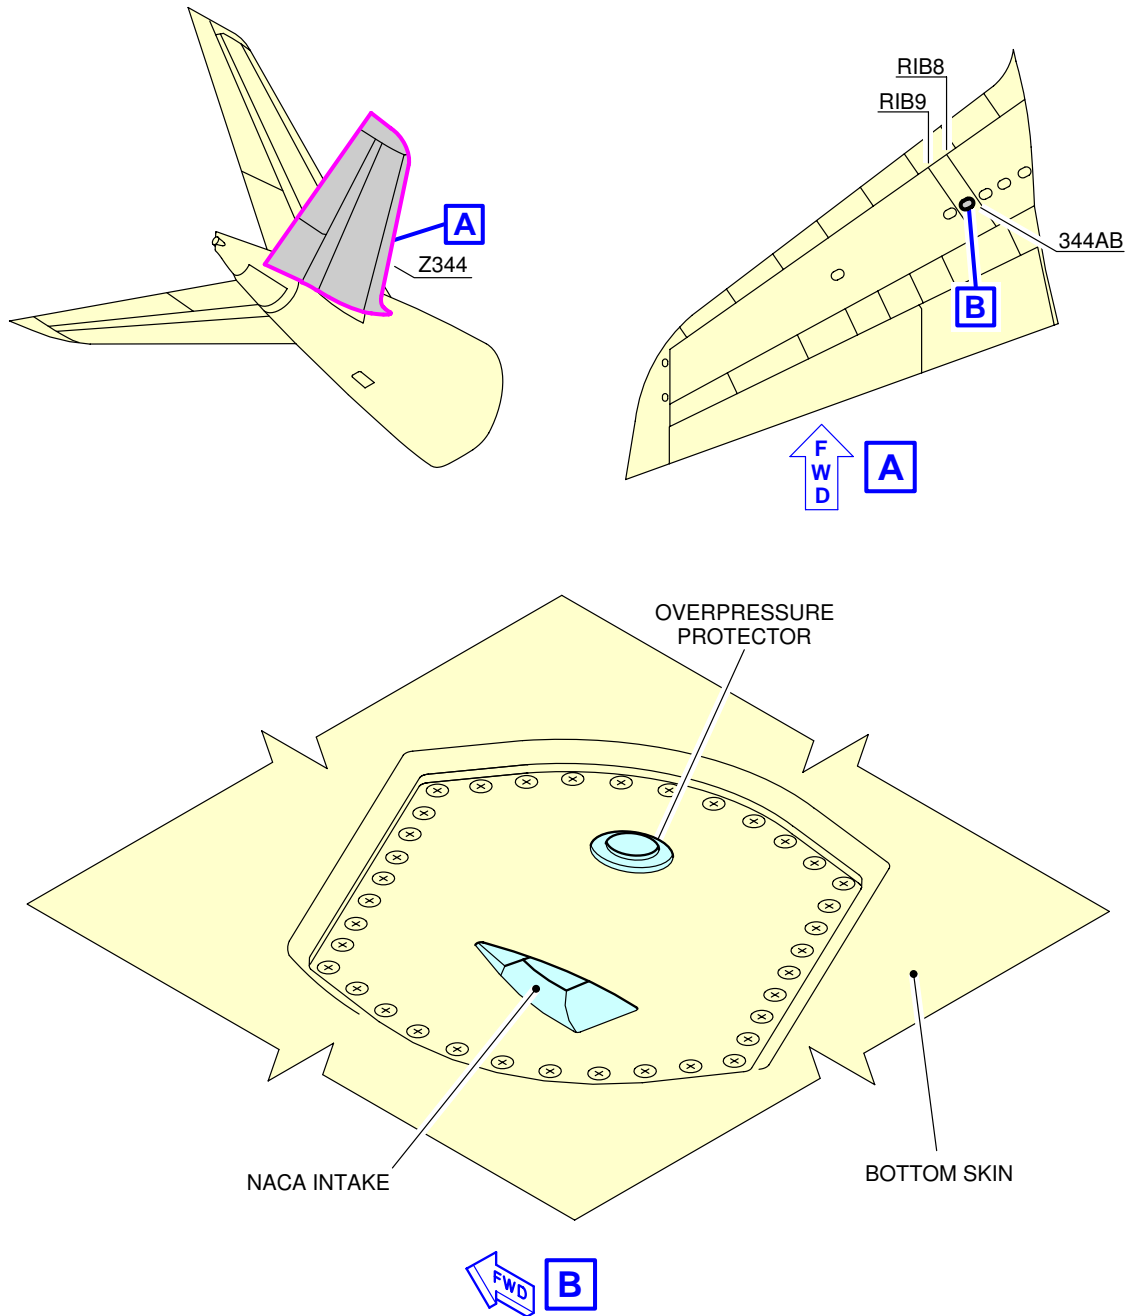 RIB8
RIB9
A
Z344
344AB
B
F
W
D
A
OVERPRESSURE
PROTECTOR
NACA INTAKE
BOTTOM SKIN
FWD
B